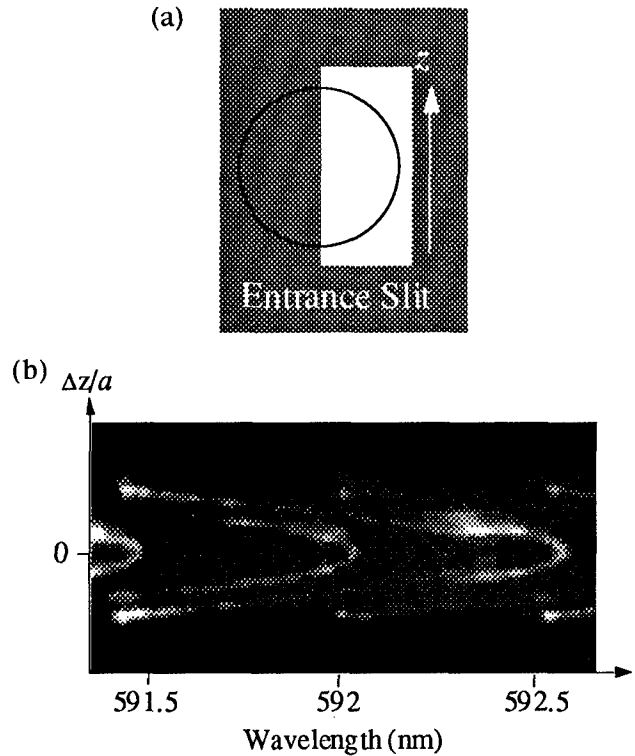 (a)
z
Entrance Slit
(b)
Δz/a
0
591.5 592 592.5
Wavelength (nm)